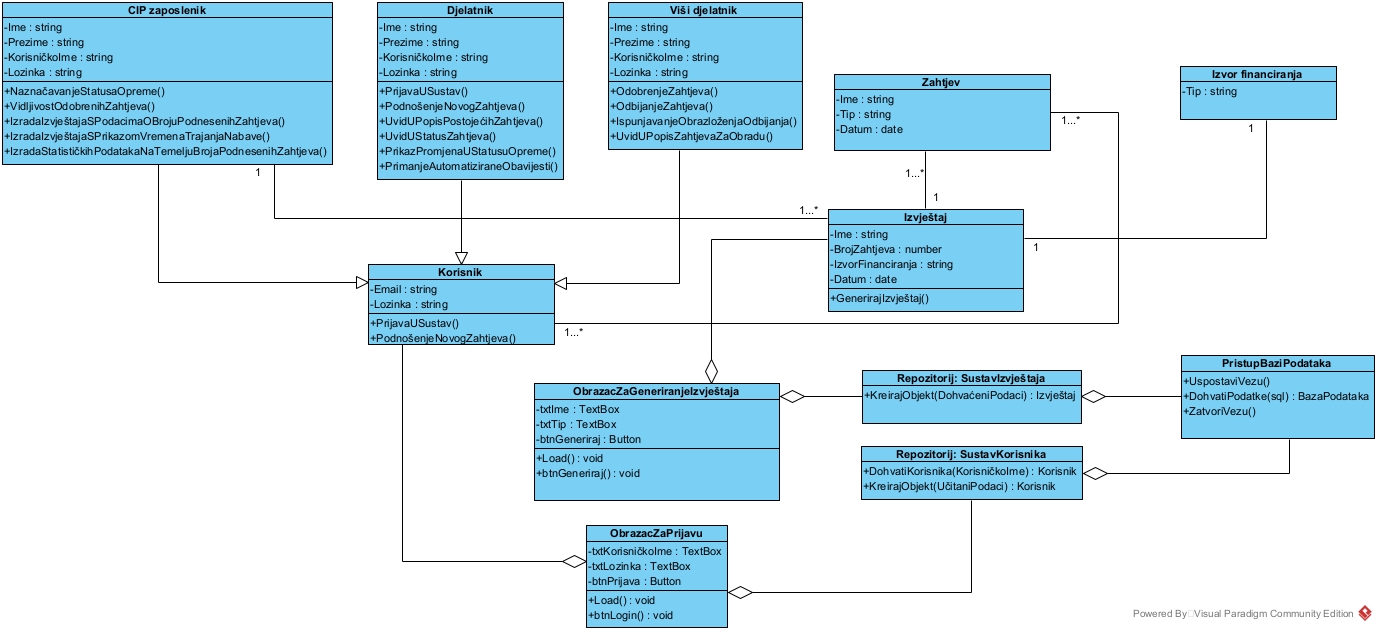 CIP zaposlenik
-Ime : string
-Prezime : string
-KorisničkoIme : string
-Lozinka : string
+NaznačavanjeStatusaOpreme()
+VidljivostOdobrenihZahtjeva()
+IzradaIzvještajaSPodacimaOBrojuPodnesenihZahtjeva()
+IzradaIzvještajaSPrikazomVremenaTrajanjaNabave()
+IzradaStatističkihPodatakaNaTemeljuBrojaPodnesenihZahtjeva()
Djelatnik
-Ime : string
-Prezime : string
-KorisničkoIme : string
-Lozinka : string
+PrijavaUSustav()
+PodnošenjeNovogZahtjeva()
+UvidUPopisPostojećihZahtjeva()
+UvidUStatusZahtjeva()
+PrikazPromjenaUStatusuOpreme()
+PrimanjeAutomatiziraneObavijesti()
Viši djelatnik
-Ime : string
-Prezime : string
-KorisničkoIme : string
-Lozinka : string
+OdobrenjeZahtjeva()
+OdbijanjeZahtjeva()
+IspunjavanjeObrazloženjaOdbijanja()
+UvidUPopisZahtjevaZaObradu()
Zahtjev
-Ime : string
-Tip : string
-Datum : date
Izvor financiranja
-Tip : string
1...*
1
1
1...*
1
1...*
Izvještaj
-Ime : string
-BrojZahtjeva : number
-IzvorFinanciranja : string
-Datum : date
+GenerirajIzvještaj()
1
Korisnik
-Email : string
-Lozinka : string
+PrijavaUSustav()
+PodnošenjeNovogZahtjeva()
1...*
ObrazacZaGeneriranjeIzvještaja
-txtIme : TextBox
-txtTip : TextBox
-btnGeneriraj : Button
+Load() : void
+btnGeneriraj() : void
Repozitorij: SustavIzvještaja
+KreirajObjekt(DohvaćeniPodaci) : Izvještaj
PristupBaziPodataka
+UspostaviVezu()
+DohvatiPodatke(sql) : BazaPodataka
+ZatvoriVezu()
Repozitorij: SustavKorisnika
+DohvatiKorisnika(KorisničkoIme) : Korisnik
+KreirajObjekt(UčitaniPodaci) : Korisnik
ObrazacZaPrijavu
-txtKorisničkoIme : TextBox
-txtLozinka : TextBox
-btnPrijava : Button
+Load() : void
+btnLogin() : void
Powered By Visual Paradigm Community Edition